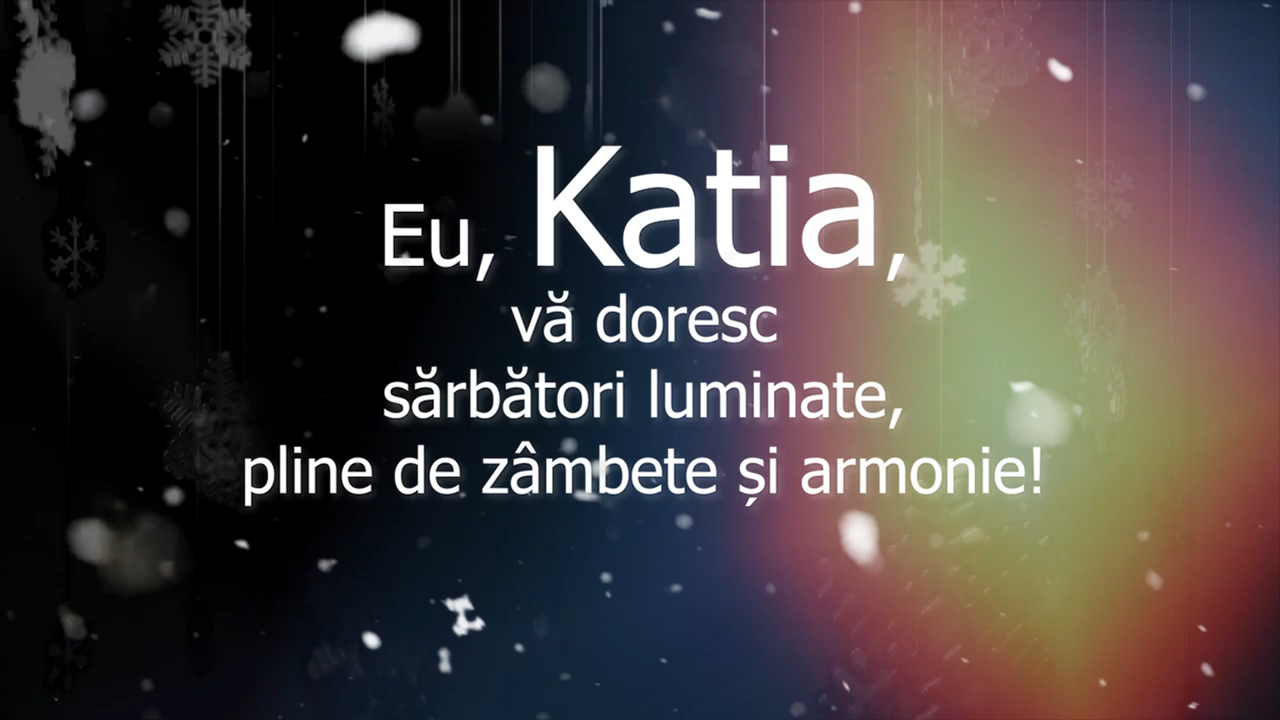 Eu, Katia,
vă doresc
sărbători luminate,
pline de zâmbete și armonie!